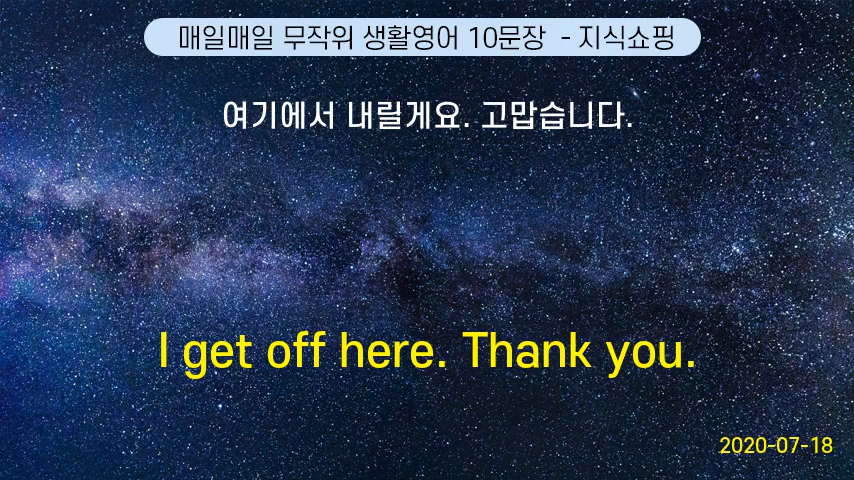 매일매일 무작위 생활영어 10문장 - 지식쇼핑
여기에서 내릴게요. 고맙습니다.
I get off here. Thank you.
2020-07-18